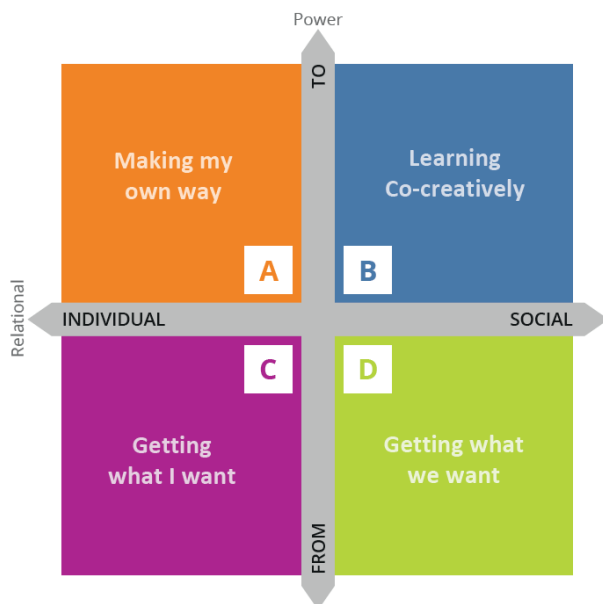 Power
TO
Making my
own way
Learning
Co-creatively
A
B
Relational
INDIVIDUAL
SOCIAL
C
D
Getting
what I want
Getting what
we want
FROM